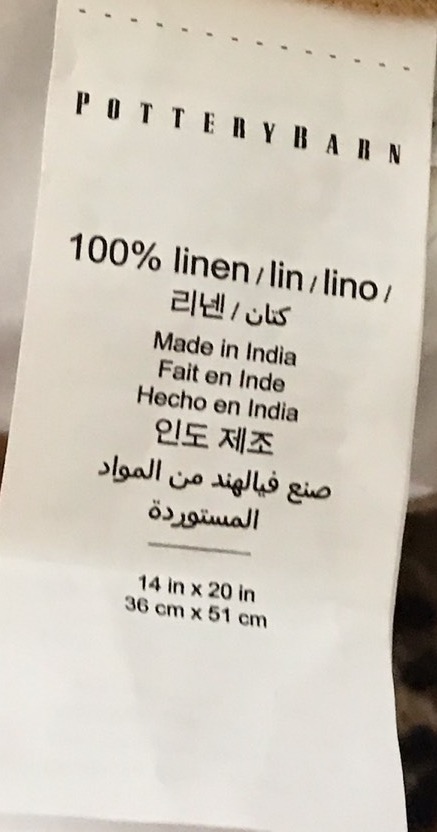 POTTERYBARN
100% linen / lin / lino /
리넨 / كتان
Made in India
Fait en Inde
Hecho en India
인도 제조
صنع فيالهند من المواد
المستوردة
14 in x 20 in
36 cm x 51 cm